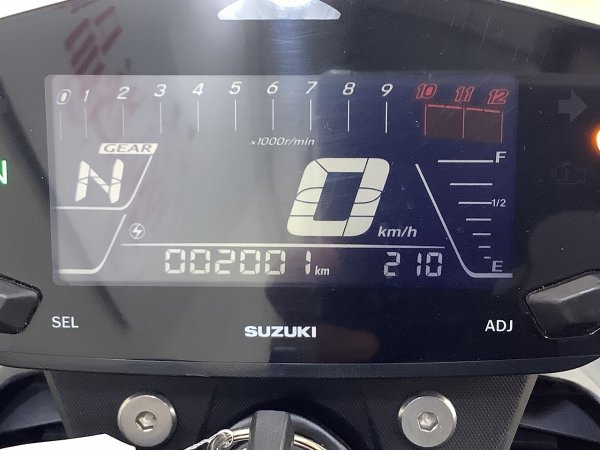 0 1 2 3 4 5 6 7 8 9 10 11 12
x1000r/min
GEAR
N
N
0 km/h
F
1/2
E
002001 km 210
SEL
SUZUKI
ADJ